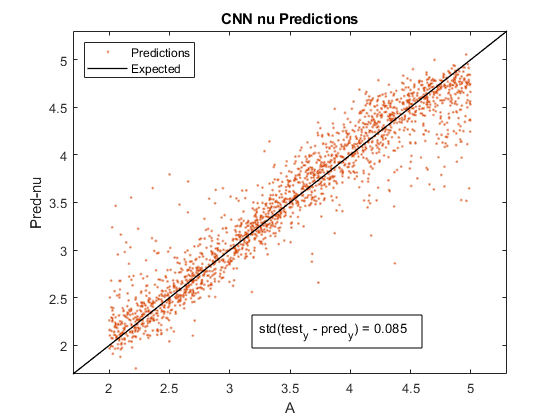 CNN nu Predictions
Predictions
Expected
Pred-nu
5
4.5
4
3.5
3
2.5
2
std(test_y - pred_y) = 0.085
2 2.5 3 3.5 4 4.5 5
A